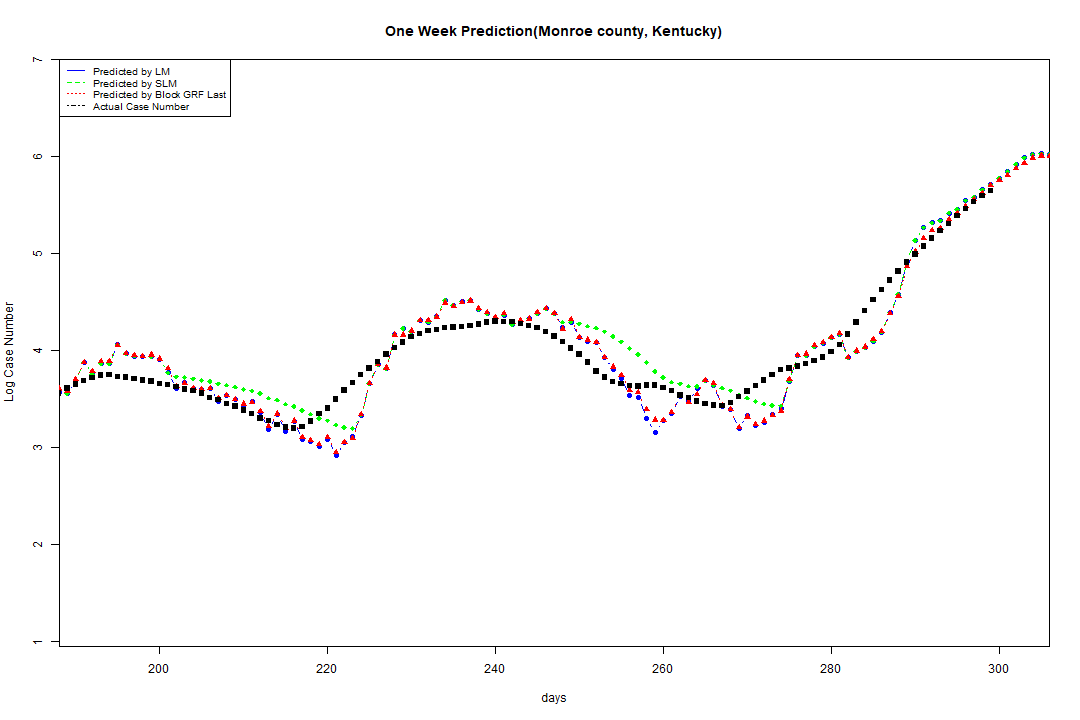 One Week Prediction(Monroe county, Kentucky)
7
Predicted by LM
Predicted by SLM
Predicted by Block GRF Last
Actual Case Number
6
5
4
3
2
1
Log Case Number
200 220 240 260 280 300
days